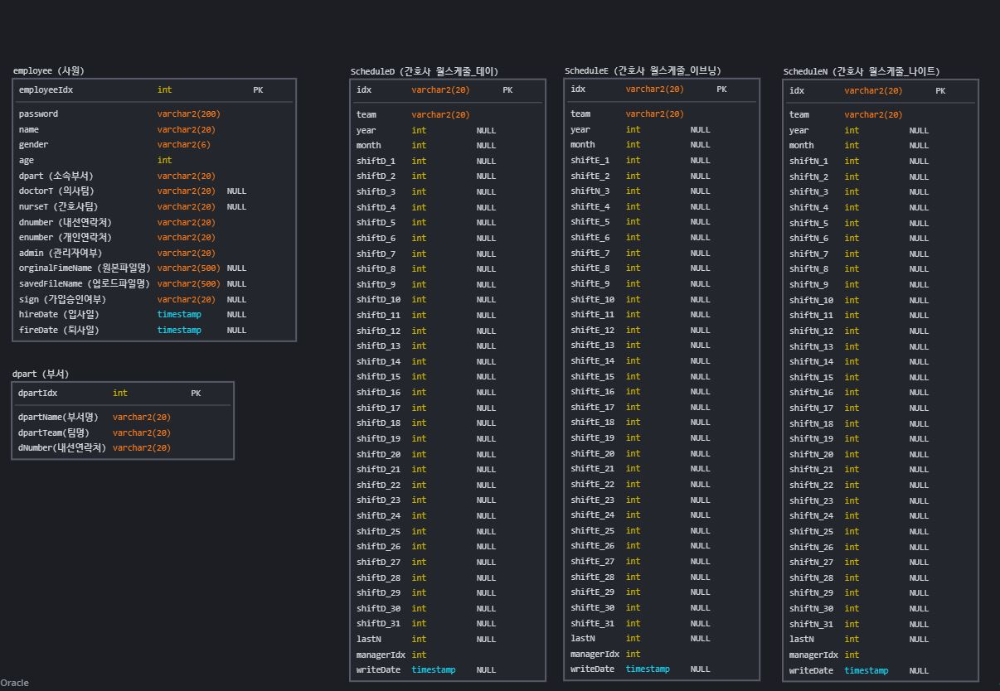 employee (사원)
employeeIdx int PK
password varchar2(200)
name varchar2(20)
gender varchar2(6)
age int
dpart (소속부서) varchar2(20)
doctorT (의사팀) varchar2(20) NULL
nurseT (간호사팀) varchar2(20) NULL
dnumber (내선연락처) varchar2(20)
enumber (개인연락처) varchar2(20)
admin (관리자여부) varchar2(20)
orginalFimeName (원본파일명) varchar2(500) NULL
savedFileName (업로드파일명) varchar2(500) NULL
sign (가입승인여부) varchar2(20) NULL
hireDate (입사일) timestamp NULL
fireDate (퇴사일) timestamp NULL
dpart (부서)
dpartIdx int PK
dpartName(부서명) varchar2(20)
dpartTeam(팀명) varchar2(20)
dNumber(내선연락처) varchar2(20)
ScheduleD (간호사 월스케줄_데이)
idx varchar2(20) PK
team varchar2(20)
year int NULL
month int NULL
shiftD_1 int NULL
shiftD_2 int NULL
shiftD_3 int NULL
shiftD_4 int NULL
shiftD_5 int NULL
shiftD_6 int NULL
shiftD_7 int NULL
shiftD_8 int NULL
shiftD_9 int NULL
shiftD_10 int NULL
shiftD_11 int NULL
shiftD_12 int NULL
shiftD_13 int NULL
shiftD_14 int NULL
shiftD_15 int NULL
shiftD_16 int NULL
shiftD_17 int NULL
shiftD_18 int NULL
shiftD_19 int NULL
shiftD_20 int NULL
shiftD_21 int NULL
shiftD_22 int NULL
shiftD_23 int NULL
shiftD_24 int NULL
shiftD_25 int NULL
shiftD_26 int NULL
shiftD_27 int NULL
shiftD_28 int NULL
shiftD_29 int NULL
shiftD_30 int NULL
shiftD_31 int NULL
lastN int NULL
managerIdx int
writeDate timestamp NULL
ScheduleE (간호사 월스케줄_이브닝)
idx varchar2(20) PK
team varchar2(20)
year int NULL
month int NULL
shiftE_1 int NULL
shiftE_2 int NULL
shiftN_3 int NULL
shiftE_4 int NULL
shiftE_5 int NULL
shiftE_6 int NULL
shiftE_7 int NULL
shiftE_8 int NULL
shiftE_9 int NULL
shiftE_10 int NULL
shiftE_11 int NULL
shiftE_12 int NULL
shiftE_13 int NULL
shiftE_14 int NULL
shiftE_15 int NULL
shiftE_16 int NULL
shiftE_17 int NULL
shiftE_18 int NULL
shiftE_19 int NULL
shiftE_20 int NULL
shiftE_21 int NULL
shiftE_22 int NULL
shiftE_23 int NULL
shiftE_24 int NULL
shiftE_25 int NULL
shiftE_26 int NULL
shiftE_27 int NULL
shiftE_28 int NULL
shiftE_29 int NULL
shiftE_30 int NULL
shiftE_31 int NULL
lastN int NULL
managerIdx int
writeDate timestamp NULL
ScheduleN (간호사 월스케줄_나이트)
idx varchar2(20) PK
team varchar2(20)
year int NULL
month int NULL
shiftN_1 int NULL
shiftN_2 int NULL
shiftN_3 int NULL
shiftN_4 int NULL
shiftN_5 int NULL
shiftN_6 int NULL
shiftN_7 int NULL
shiftN_8 int NULL
shiftN_9 int NULL
shiftN_10 int NULL
shiftN_11 int NULL
shiftN_12 int NULL
shiftN_13 int NULL
shiftN_14 int NULL
shiftN_15 int NULL
shiftN_16 int NULL
shiftN_17 int NULL
shiftN_18 int NULL
shiftN_19 int NULL
shiftN_20 int NULL
shiftN_21 int NULL
shiftN_22 int NULL
shiftN_23 int NULL
shiftN_24 int NULL
shiftN_25 int NULL
shiftN_26 int NULL
shiftN_27 int NULL
shiftN_28 int NULL
shiftN_29 int NULL
shiftN_30 int NULL
shiftN_31 int NULL
lastN int NULL
managerIdx int
writeDate timestamp NULL
Oracle